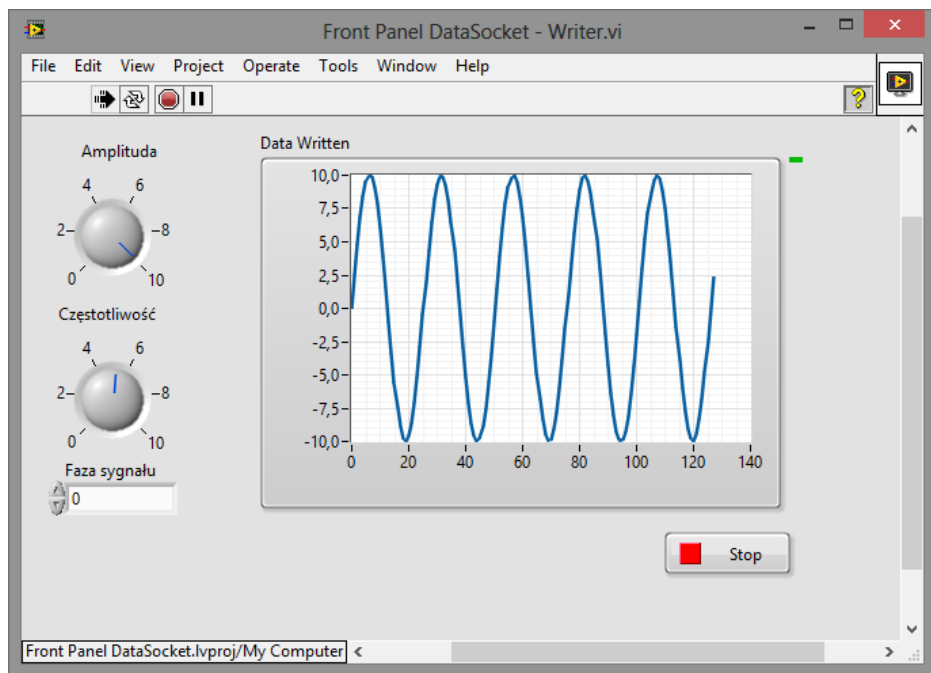 Front Panel DataSocket - Writer.vi
File Edit View Project Operate Tools Window Help
Amplituda
4 6
2 8
0 10
Częstotliwość
4 6
2 8
0 10
Faza sygnału
0
Data Written
10,0
7,5
5,0
2,5
0,0
-2,5
-5,0
-7,5
-10,0
0 20 40 60 80 100 120 140
Stop
Front Panel DataSocket.lvproj/My Computer